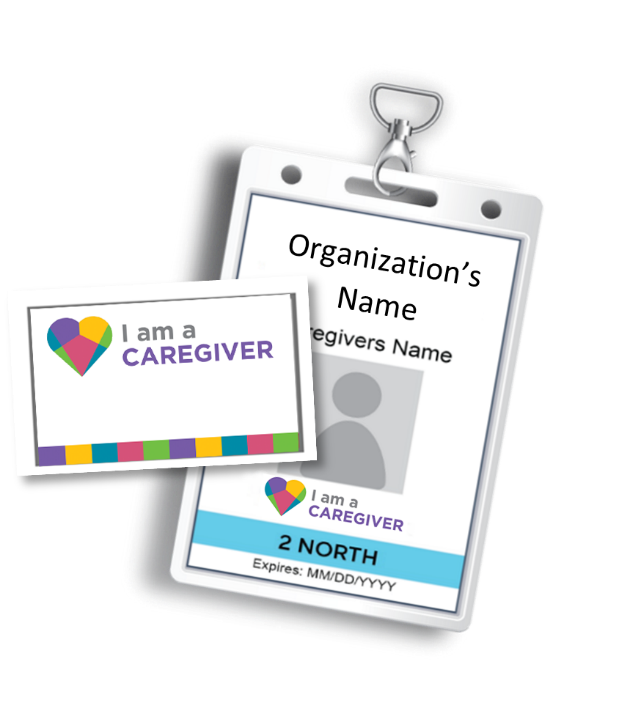 Organization's
Name
regivers Name
I am a
CAREGIVER
I am a
CAREGIVER
2 NORTH
Expires: MM/DD/YYYY